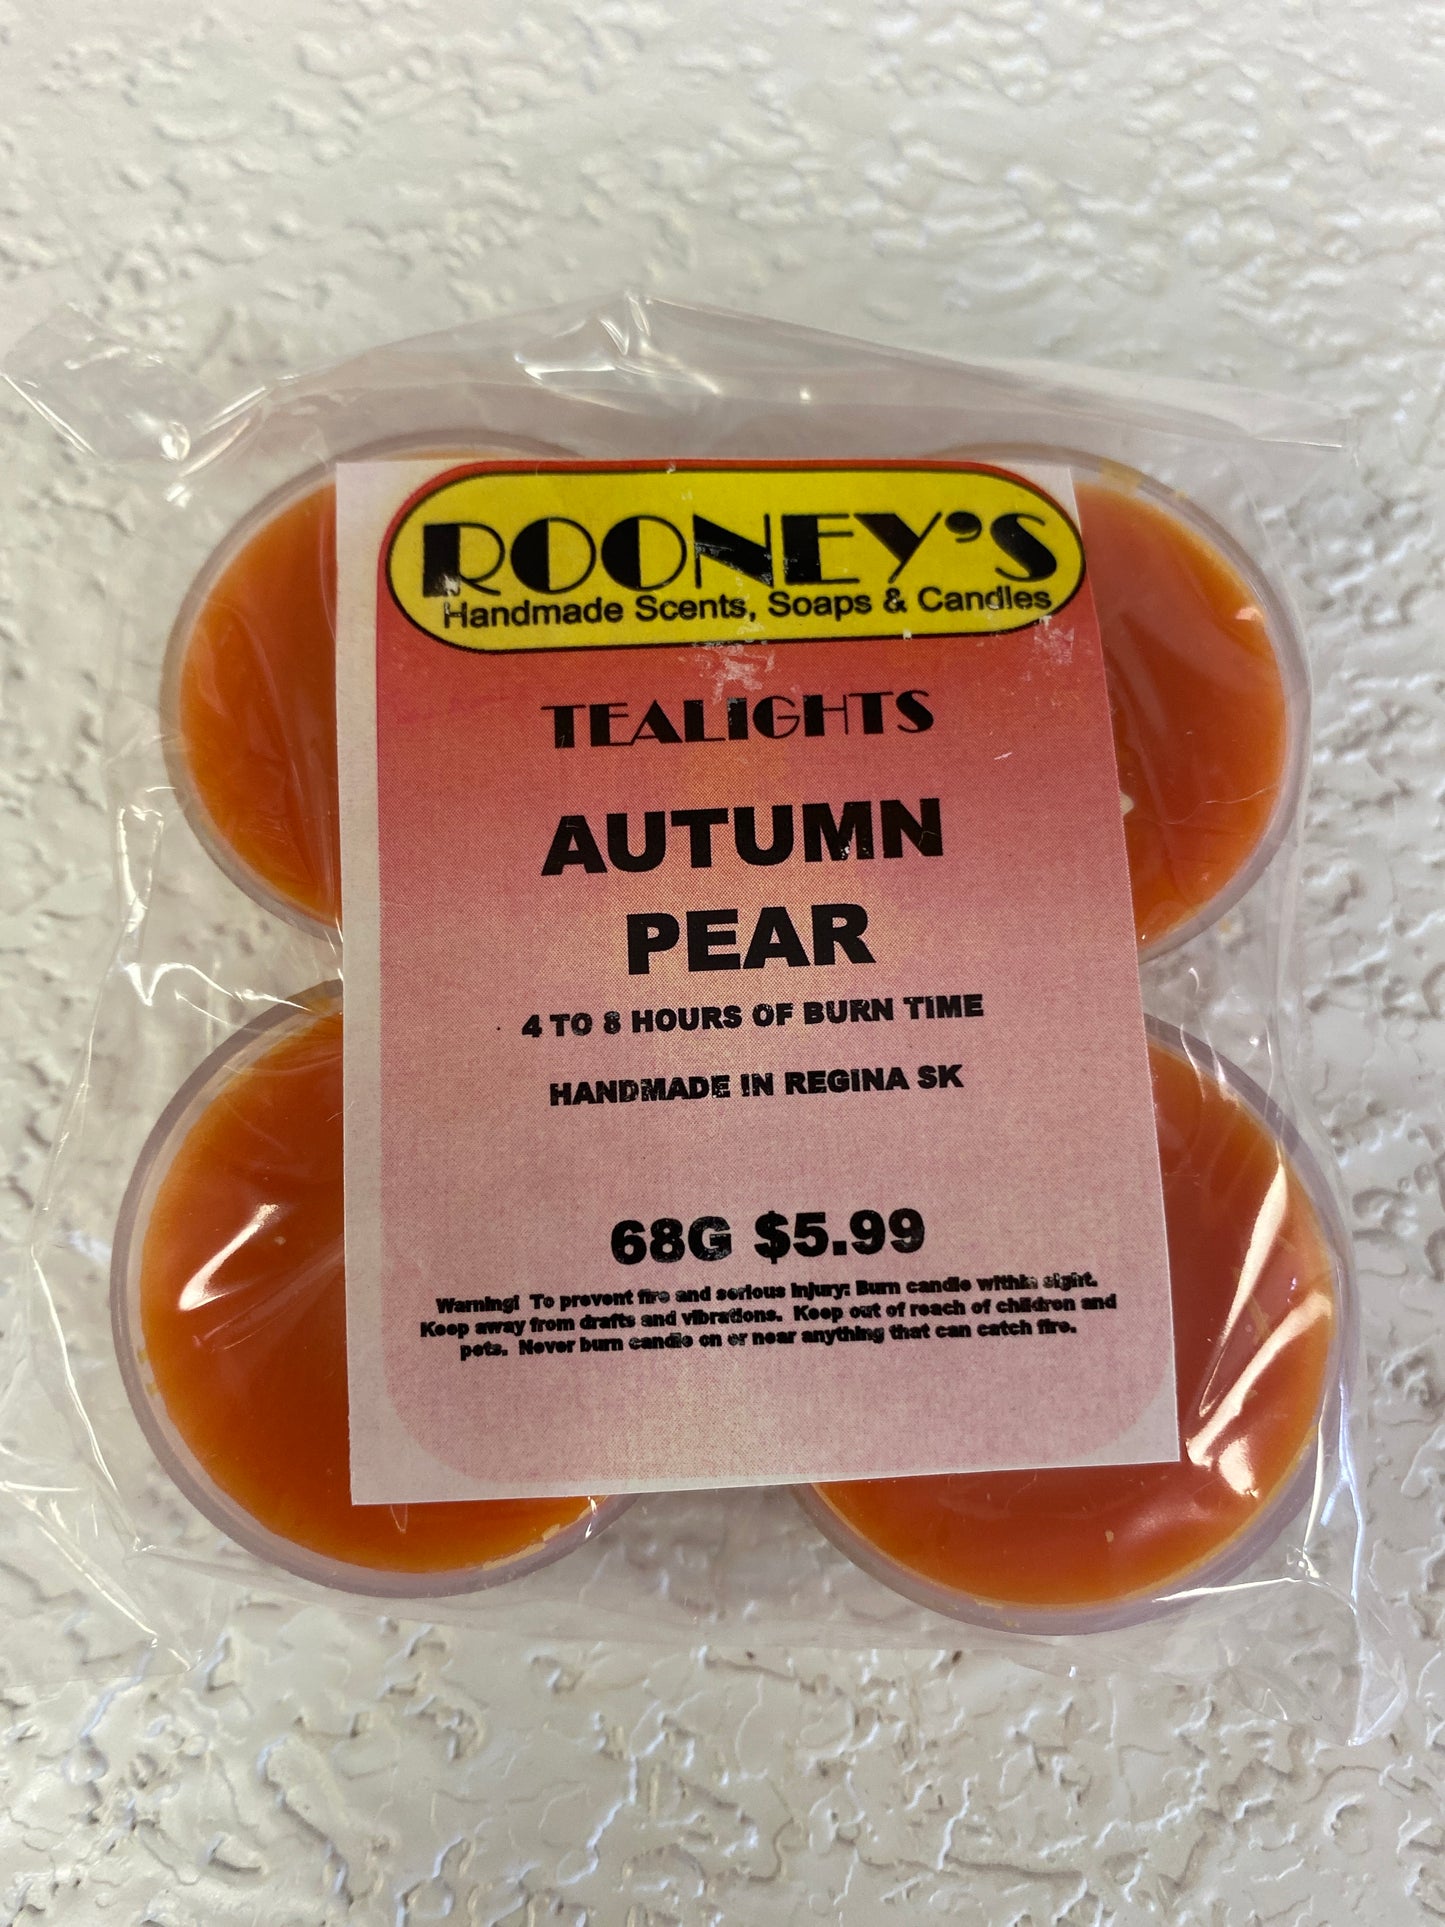 ROONEY'S
Handmade Scents, Soaps & Candles
TEALIGHTS
AUTUMN
PEAR
4 TO 8 HOURS OF BURN TIME
HANDMADE IN REGINA SK
68G $5.99
Warning! To prevent fire and serious injury: Burn candle within sight.
Keep away from drafts and vibrations. Keep out of reach of children and
pets. Never burn candle on or near anything that can catch fire.